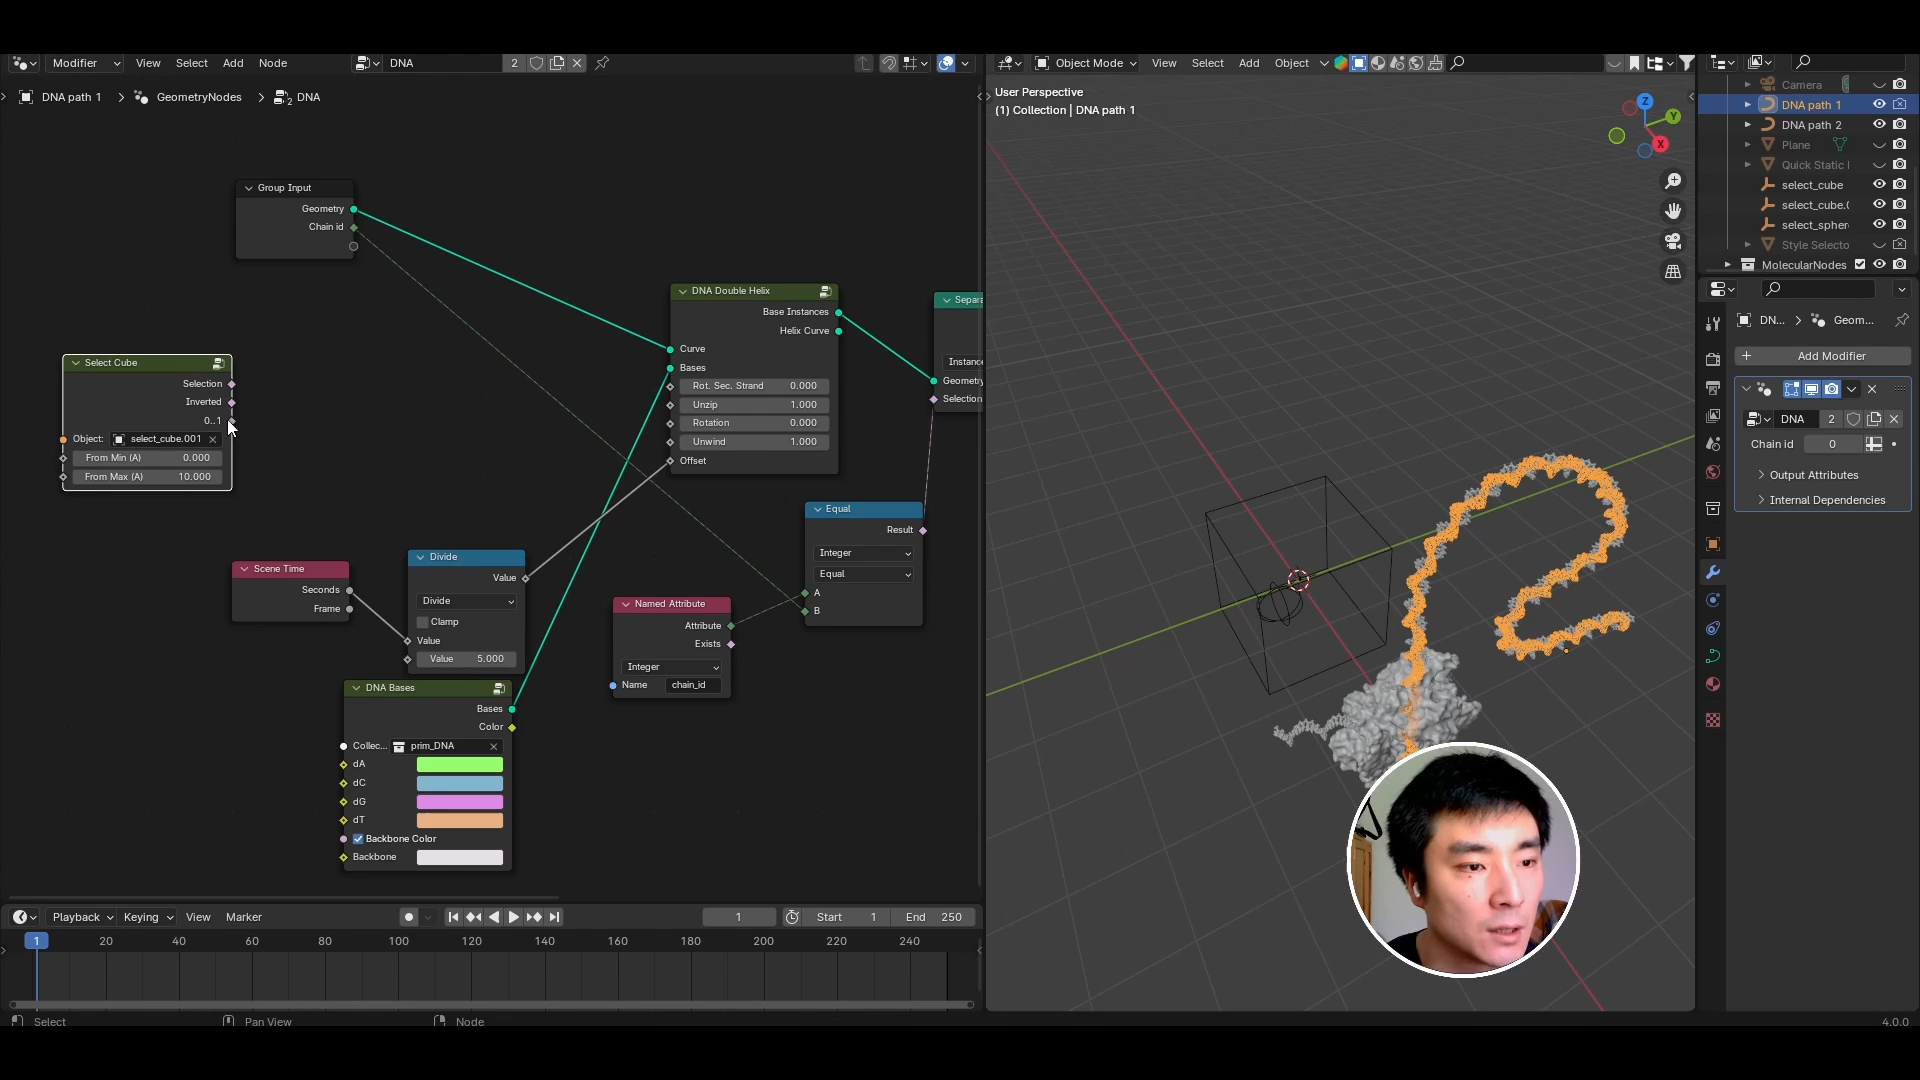 Modifier
View
Select
Add
Node
DNA
2
DNA path 1
GeometryNodes
DNA
Group Input
Geometry
Chain id
Select Cube
Selection
Inverted
0..1
Object:
select_cube.001
From Min (A) 0.000
From Max (A) 10.000
Scene Time
Seconds
Frame
Divide
Value
Divide
Clamp
Value
Value 5.000
DNA Bases
Bases
Color
Collec...
prim_DNA
dA
dC
dG
dT
Backbone Color
Backbone
DNA Double Helix
Base Instances
Helix Curve
Curve
Bases
Rot. Sec. Strand 0.000
Unzip 1.000
Rotation 0.000
Unwind 1.000
Offset
Named Attribute
Attribute
Exists
Integer
Name chain_id
Equal
Result
Integer
Equal
A
B
Separa
Instance
Geometry
Selection
Playback
Keying
View
Marker
1
Start 1
End 250
1 20 40 60 80 100 120 140 160 180 200 220 240
Select
Pan View
Node
4.0.0
Object Mode
View
Select
Add
Object
User Perspective
(1) Collection | DNA path 1
Z
Y
X
Camera
DNA path 1
DNA path 2
Plane
Quick Static
select_cube
select_cube.(
select_spher
Style Selecto
MolecularNodes
DN...
Geom...
Add Modifier
DNA
2
Chain id 0
Output Attributes
Internal Dependencies